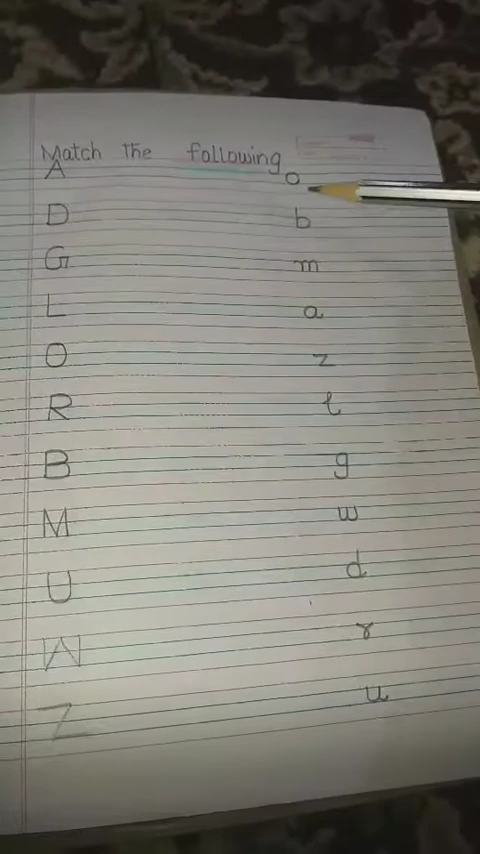 Match the following
A o
D b
G m
L a
O z
R l
B g
M w
U d
W r
Z u